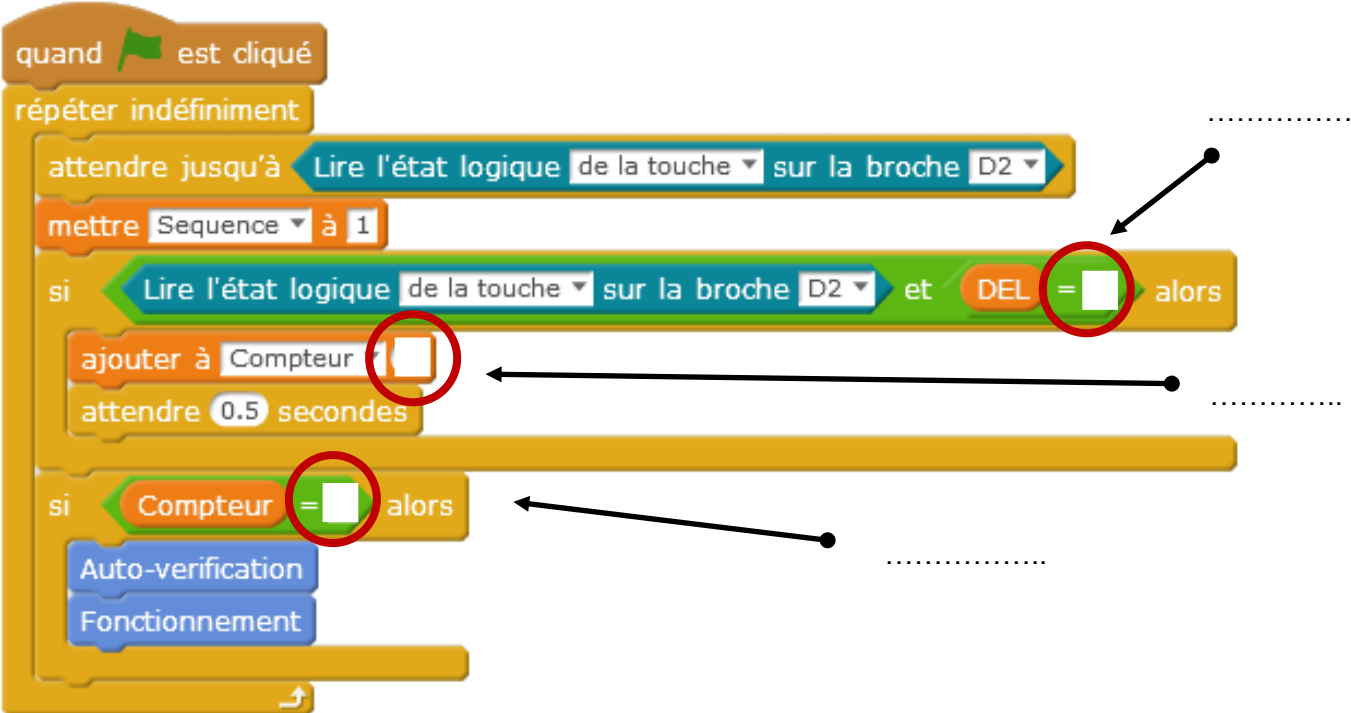 quand est cliqué
répéter indéfiniment
……………
attendre jusqu'à Lire l'état logique de la touche sur la broche D2
mettre Sequence à 1
si Lire l'état logique de la touche sur la broche D2 et DEL = alors
ajouter à Compteur
attendre 0.5 secondes
…………..
si Compteur = alors
……………..
Auto-verification
Fonctionnement